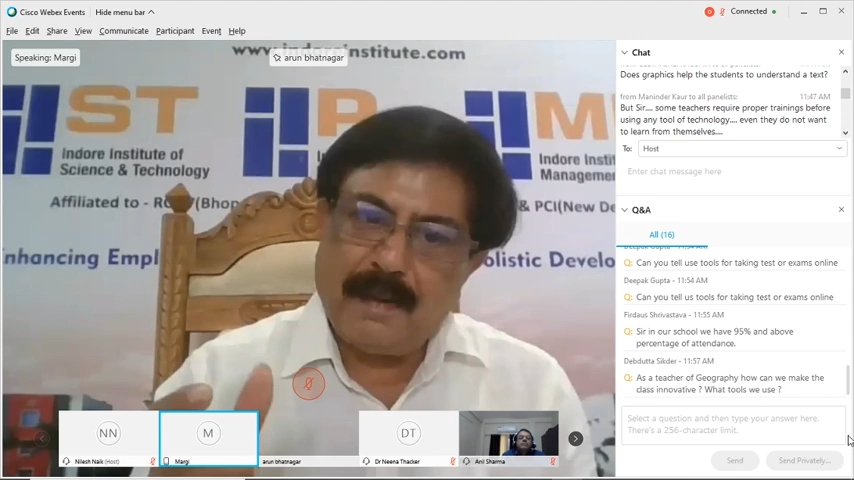 Cisco Webex Events Hide menu bar
Connected
File Edit Share View Communicate Participant Event Help
Speaking: Margi
arun bhatnagar
institute.com
ST
Indore Institute of
Science & Technology
Affiliated to -
PCI(New De
Enhancing Empl
olistic Develo
NN
Nilesh Naik (Host)
M
Margi
arun bhatnagar
DT
Dr Neena Thacker
Anil Sharma
Chat
Does graphics help the students to understand a text?
from Maninder Kaur to all panelists: 11:47 AM
But Sir.... some teachers require proper trainings before
using any tool of technology.... even they do not want
to learn from themselves....
To: Host
Enter chat message here
Q&A
All (16)
Deepak Gupta - 11:54 AM
Q: Can you tell use tools for taking test or exams online
Deepak Gupta - 11:54 AM
Q: Can you tell us tools for taking test or exams online
Firdaus Shrivastava - 11:55 AM
Q: Sir in our school we have 95% and above
percentage of attendance.
Debdutta Sikder - 11:57 AM
Q: As a teacher of Geography how can we make the
class innovative ? What tools we use ?
Select a question and then type your answer here.
There's a 256-character limit.
Send Send Privately...